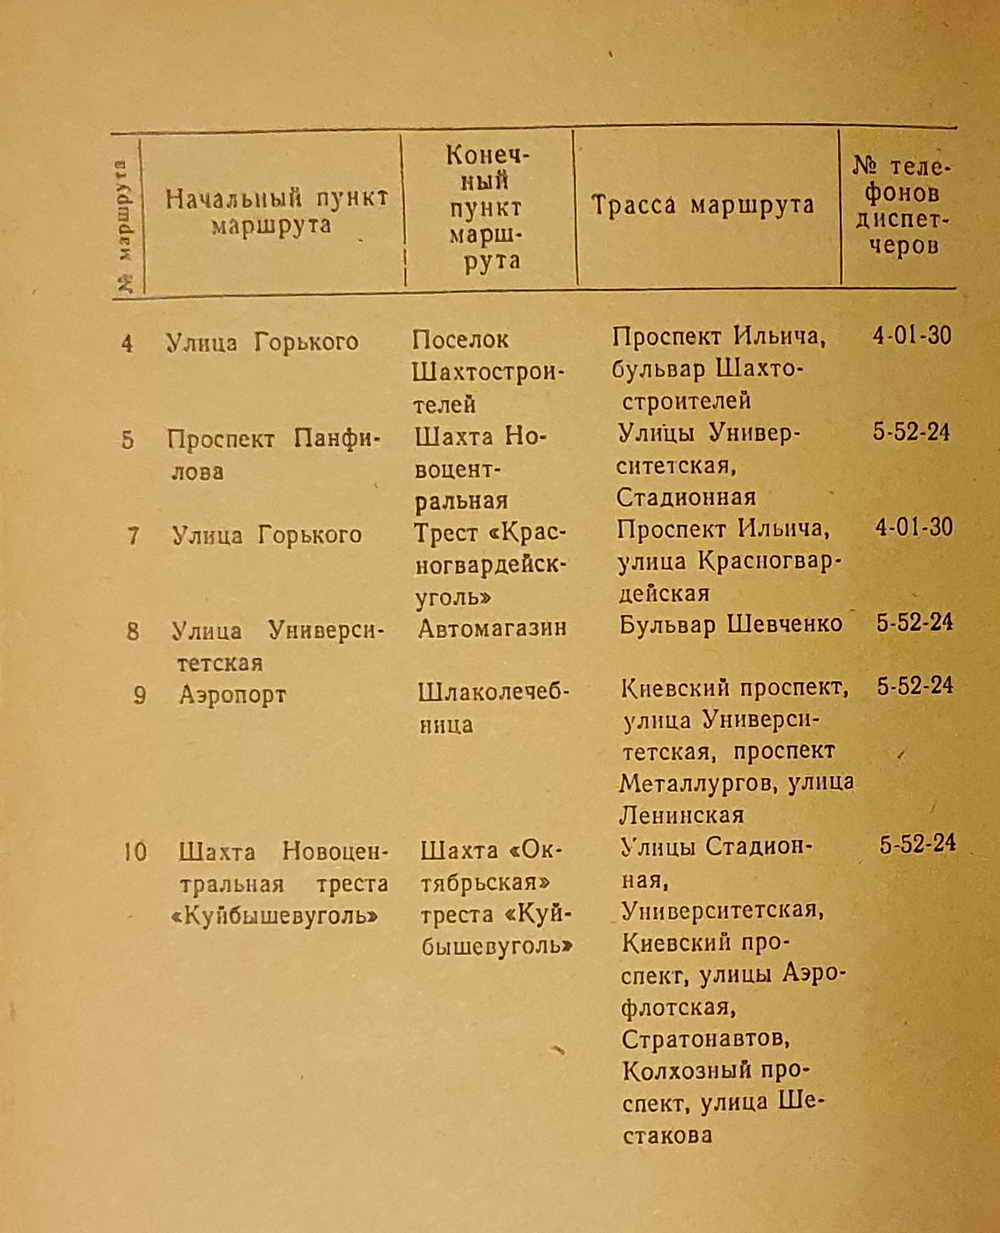 № маршрута
Начальный пункт
маршрута
Конеч-
ный
пункт
марш-
рута
Трасса маршрута
№ теле-
фонов
диспет-
черов
4 Улица Горького Поселок Проспект Ильича, 4-01-30
Шахтострои- бульвар Шахто-
телей строителей
5 Проспект Панфи- Шахта Но- Улицы Универ- 5-52-24
лова воцент- ситетская,
ральная Стадионная
7 Улица Горького Трест «Крас- Проспект Ильича, 4-01-30
ногвардейск- улица Красногвар-
уголь» дейская
8 Улица Универси- Автомагазин Бульвар Шевченко 5-52-24
тетская
9 Аэропорт Шлаколечеб- Киевский проспект, 5-52-24
ница улица Универси-
тетская, проспект
Металлургов, улица
Ленинская
10 Шахта Новоцен- Шахта «Ок- Улицы Стадион- 5-52-24
тральная треста тябрьская» ная,
«Куйбышевуголь» треста «Куй- Университетская,
бышевуголь» Киевский про-
спект, улицы Аэро-
флотская,
Стратонавтов,
Колхозный про-
спект, улица Ше-
стакова